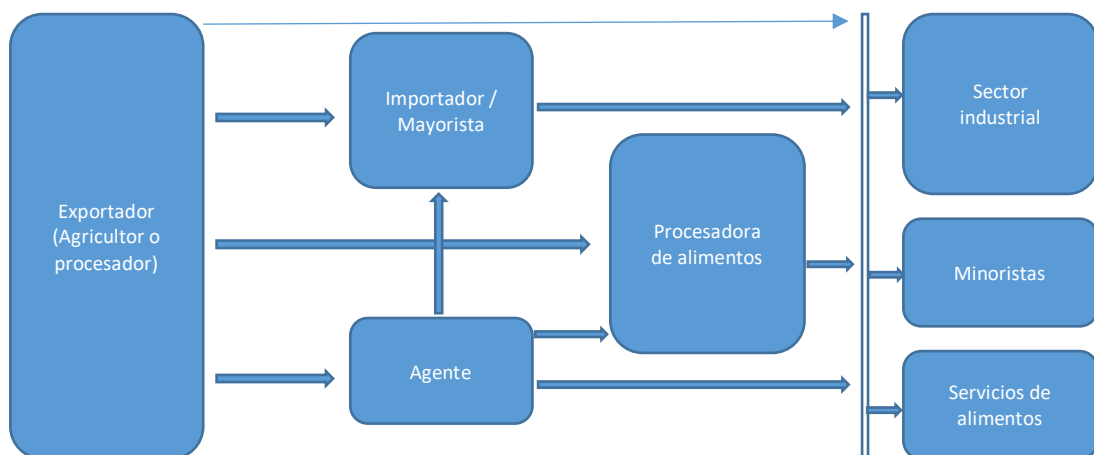 Exportador
(Agricultor o
procesador)
Importador /
Mayorista
Agente
Procesadora
de alimentos
Sector
industrial
Minoristas
Servicios de
alimentos